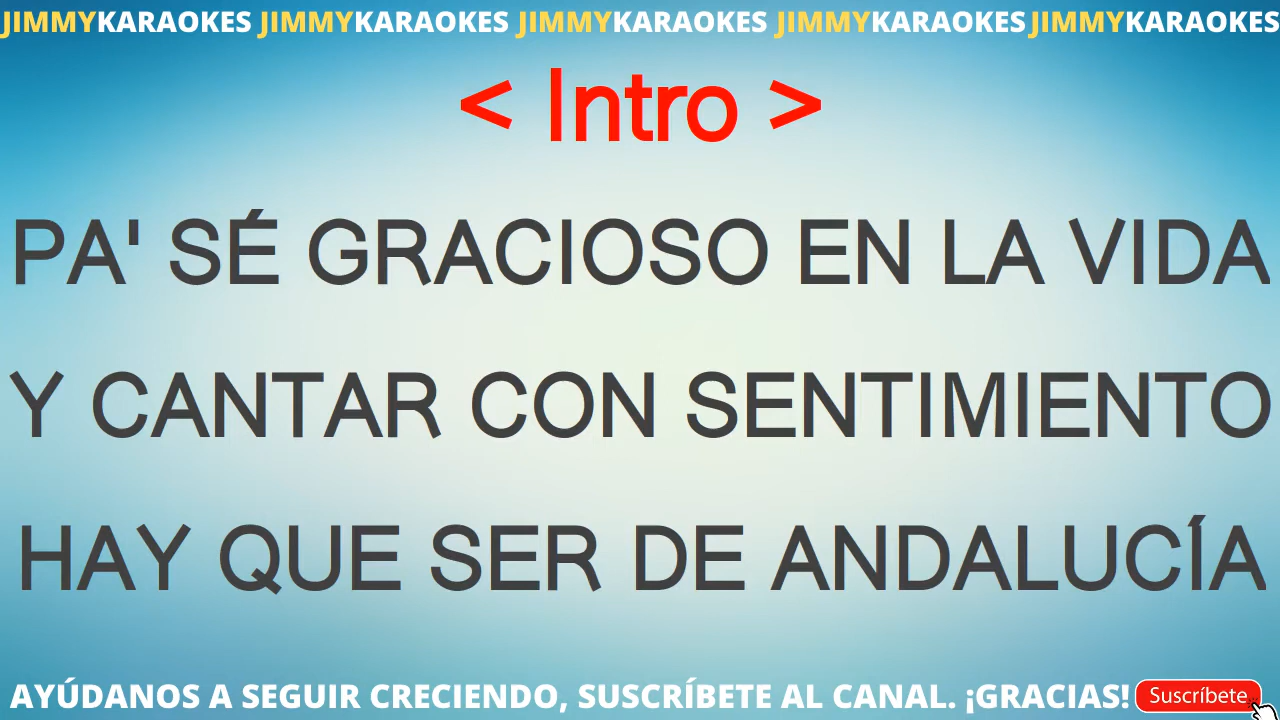 JIMMYKARAOKES JIMMYKARAOKES JIMMYKARAOKES JIMMYKARAOKES JIMMYKARAOKES
< Intro >
PA' SÉ GRACIOSO EN LA VIDA
Y CANTAR CON SENTIMIENTO
HAY QUE SER DE ANDALUCÍA
AYÚDANOS A SEGUIR CRECIENDO, SUSCRÍBETE AL CANAL. ¡GRACIAS! Suscríbete